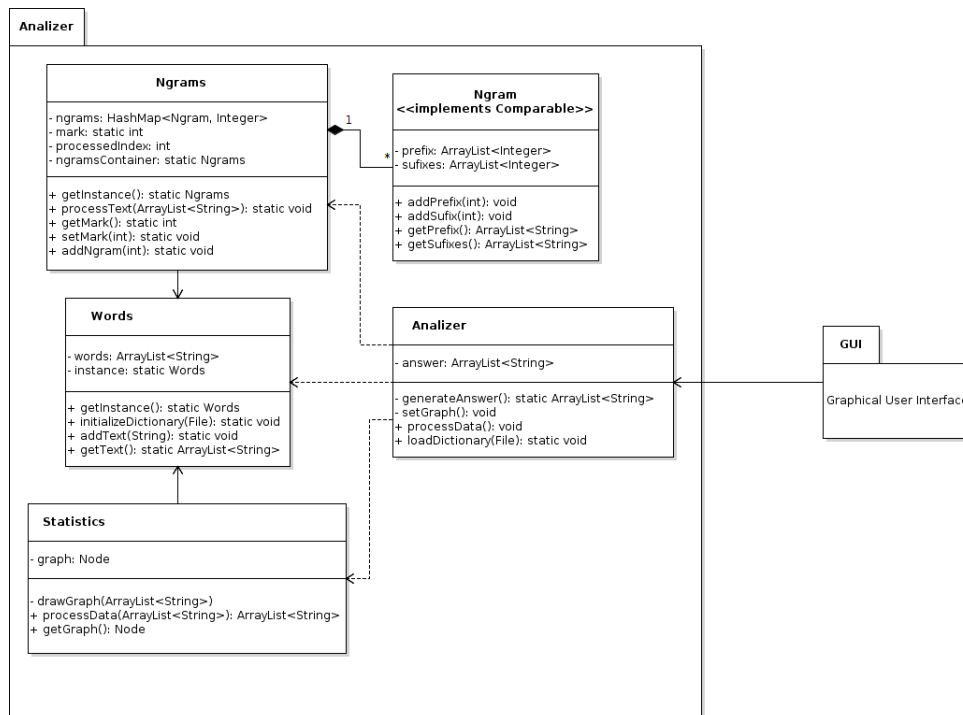 Analizer
Ngrams
- ngrams: HashMap<Ngram, Integer>
- mark: static int
- processedIndex: int
- ngramsContainer: static Ngrams
+ getInstance(): static Ngrams
+ processText(ArrayList<String>): static void
+ getMark(): static int
+ setMark(int): static void
+ addNgram(int): static void
1
*
Ngram
<<implements Comparable>>
- prefix: ArrayList<Integer>
- sufixes: ArrayList<Integer>
+ addPrefix(int): void
+ addSufix(int): void
+ getPrefix(): ArrayList<String>
+ getSufixes(): ArrayList<String>
Words
- words: ArrayList<String>
- instance: static Words
+ getInstance(): static Words
+ initializeDictionary(File): static void
+ addText(String): static void
+ getText(): static ArrayList<String>
Analizer
- answer: ArrayList<String>
- generateAnswer(): static ArrayList<String>
- setGraph(): void
+ processData(): void
+ loadDictionary(File): static void
GUI
Graphical User Interface
Statistics
- graph: Node
- drawGraph(ArrayList<String>)
+ processData(ArrayList<String>): ArrayList<String>
+ getGraph(): Node